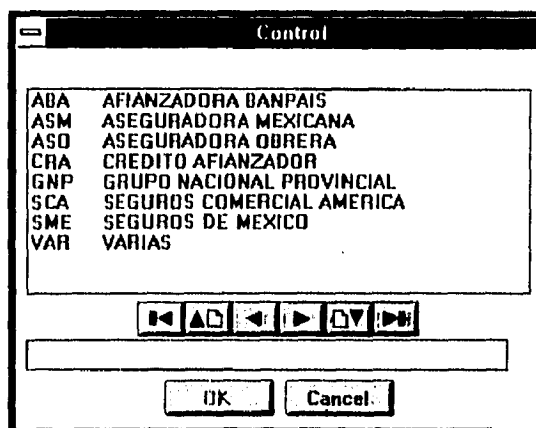 Control
ABA AFIANZADORA BANPAIS
ASM ASEGURADORA MEXICANA
ASO ASEGURADORA OBRERA
CRA CREDITO AFIANZADOR
GNP GRUPO NACIONAL PROVINCIAL
SCA SEGUROS COMERCIAL AMERICA
SME SEGUROS DE MEXICO
VAR VARIAS
OK Cancel